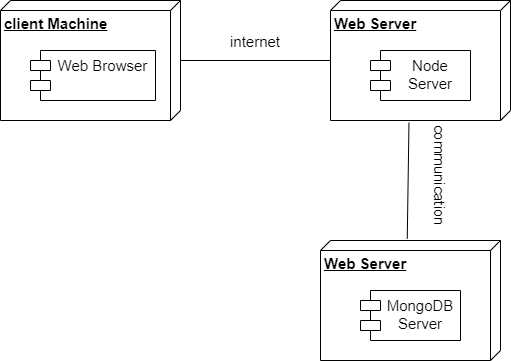 client Machine
Web Browser
internet
Web Server
Node
Server
communication
Web Server
MongoDB
Server